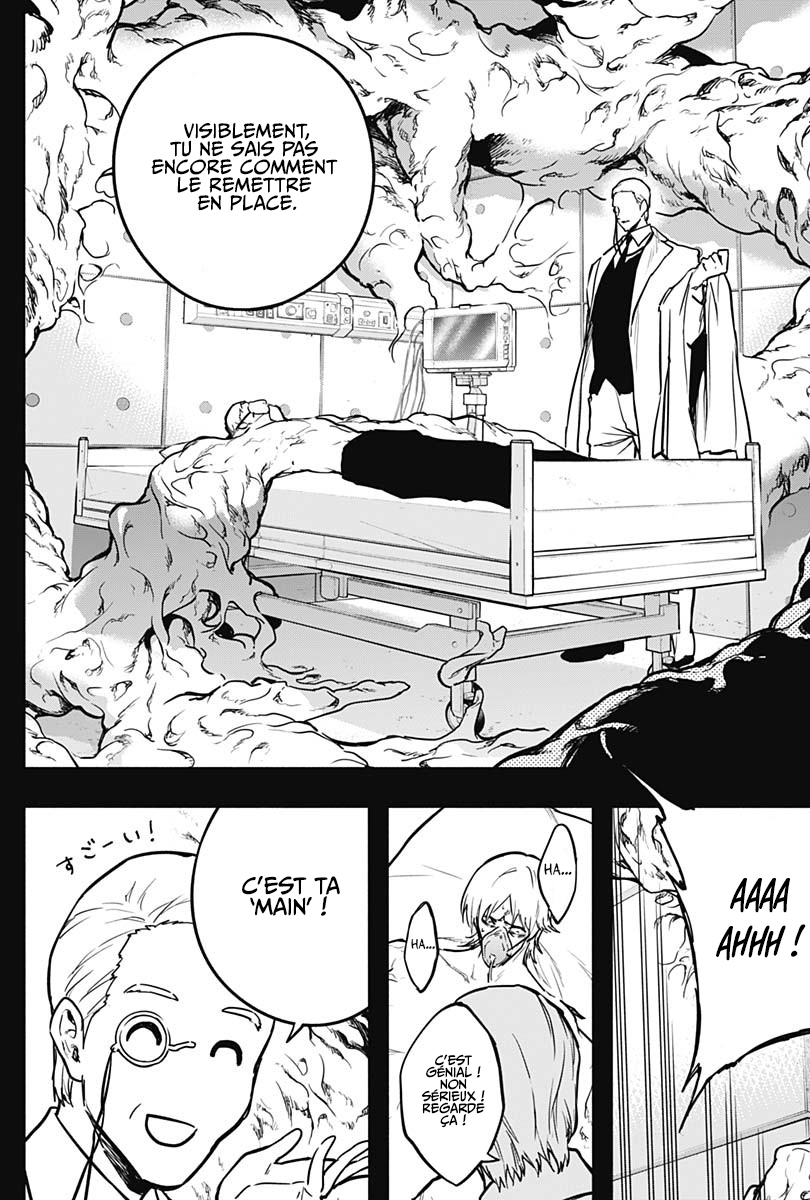 VISIBLEMENT,
TU NE SAIS PAS
ENCORE COMMENT
LE REMETTRE
EN PLACE.
AAAA
AHHH !
HA...
HA...
C'EST
GÉNIAL !
NON
SÉRIEUX !
REGARDE
ÇA !
C'EST TA
'MAIN' !
すごーい!